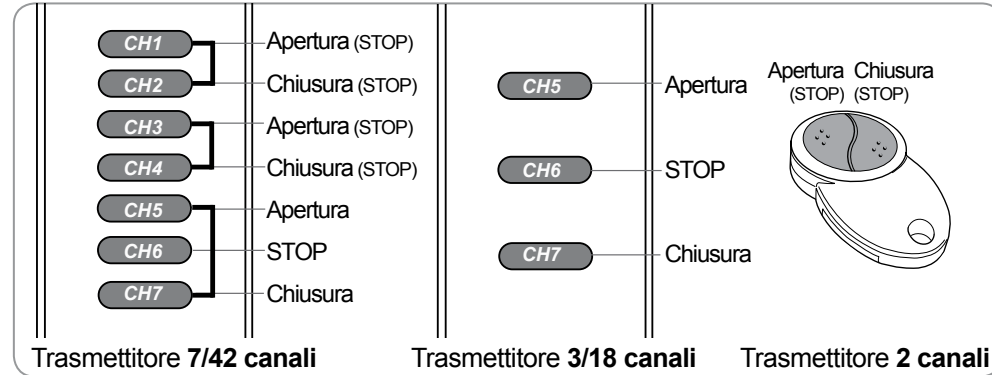 CH1 Apertura (STOP)
CH2 Chiusura (STOP)
CH3 Apertura (STOP)
CH4 Chiusura (STOP)
CH5 Apertura
CH6 STOP
CH7 Chiusura
Trasmettitore 7/42 canali
CH5 Apertura
CH6 STOP
CH7 Chiusura
Trasmettitore 3/18 canali
Apertura Chiusura
(STOP) (STOP)
Trasmettitore 2 canali